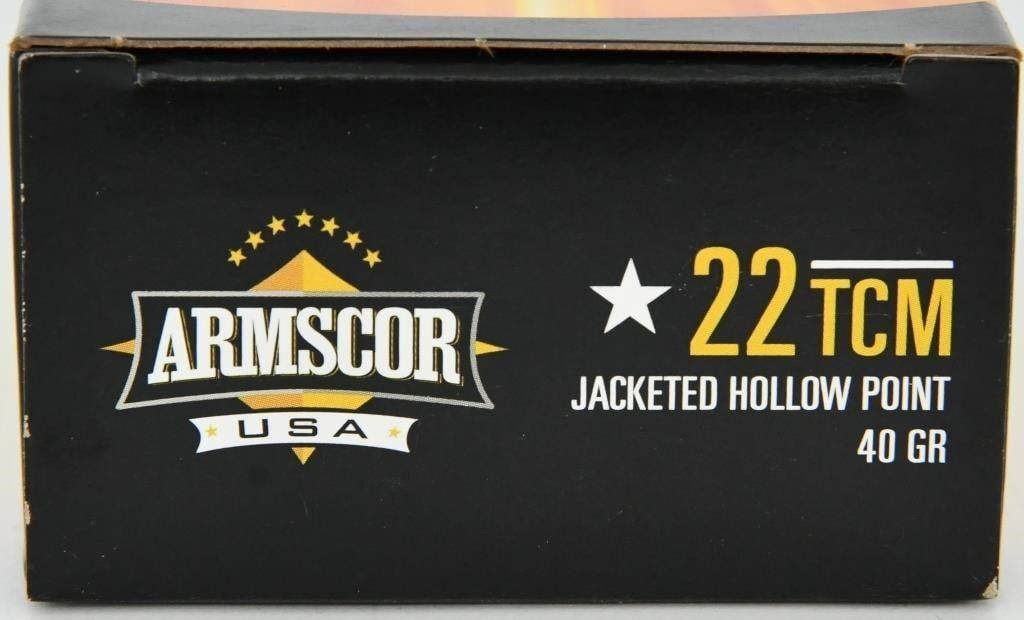 ARMSCOR
USA
22 TCM
JACKETED HOLLOW POINT
40 GR